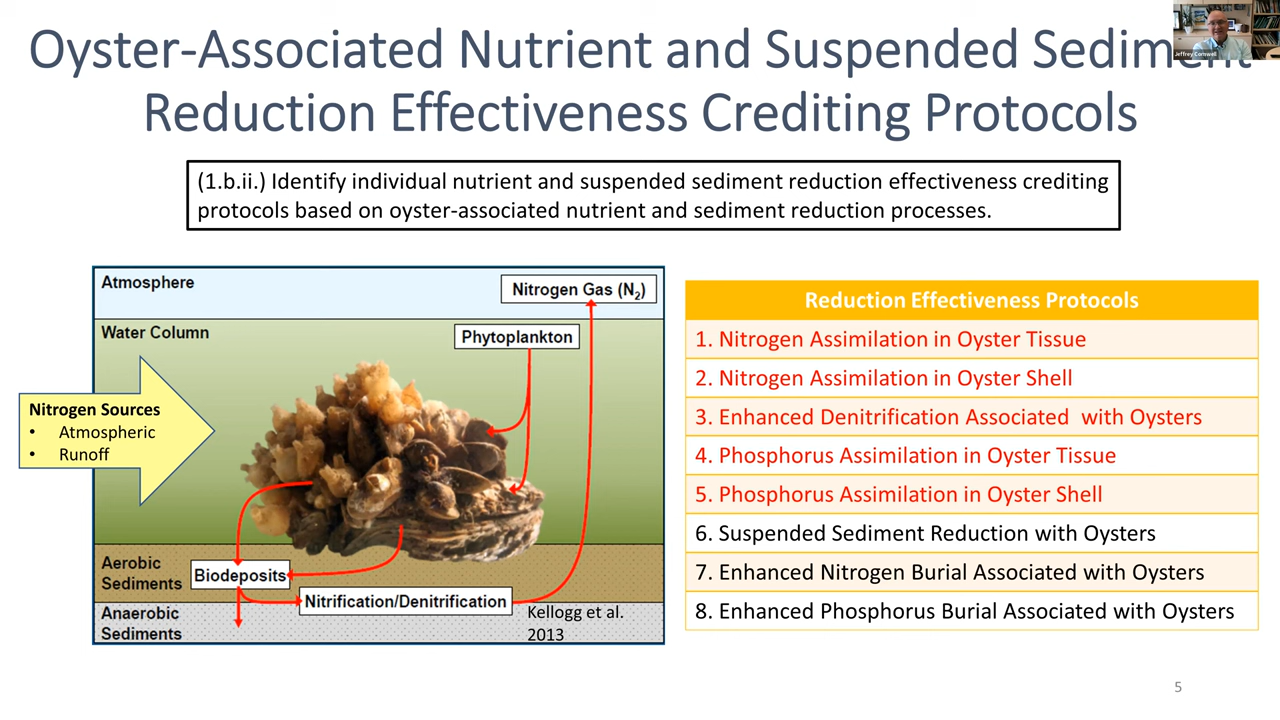 Oyster-Associated Nutrient and Suspended Sediment
Reduction Effectiveness Crediting Protocols
Jeffrey Cornwell
(1.b.ii.) Identify individual nutrient and suspended sediment reduction effectiveness crediting
protocols based on oyster-associated nutrient and sediment reduction processes.
Atmosphere
Nitrogen Gas (N2)
Water Column
Phytoplankton
Nitrogen Sources
• Atmospheric
• Runoff
Aerobic
Sediments
Biodeposits
Nitrification/Denitrification
Anaerobic
Sediments
Kellogg et al.
2013
Reduction Effectiveness Protocols
1. Nitrogen Assimilation in Oyster Tissue
2. Nitrogen Assimilation in Oyster Shell
3. Enhanced Denitrification Associated with Oysters
4. Phosphorus Assimilation in Oyster Tissue
5. Phosphorus Assimilation in Oyster Shell
6. Suspended Sediment Reduction with Oysters
7. Enhanced Nitrogen Burial Associated with Oysters
8. Enhanced Phosphorus Burial Associated with Oysters
5